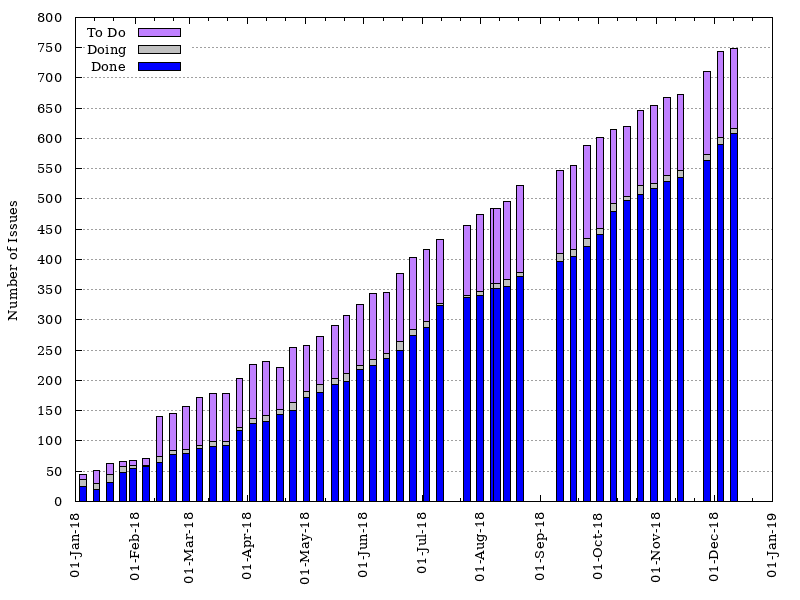 800
750
700
650
600
550
500
450
400
350
300
250
200
150
100
50
0
Number of Issues
To Do
Doing
Done
01-Jan-18
01-Feb-18
01-Mar-18
01-Apr-18
01-May-18
01-Jun-18
01-Jul-18
01-Aug-18
01-Sep-18
01-Oct-18
01-Nov-18
01-Dec-18
01-Jan-19